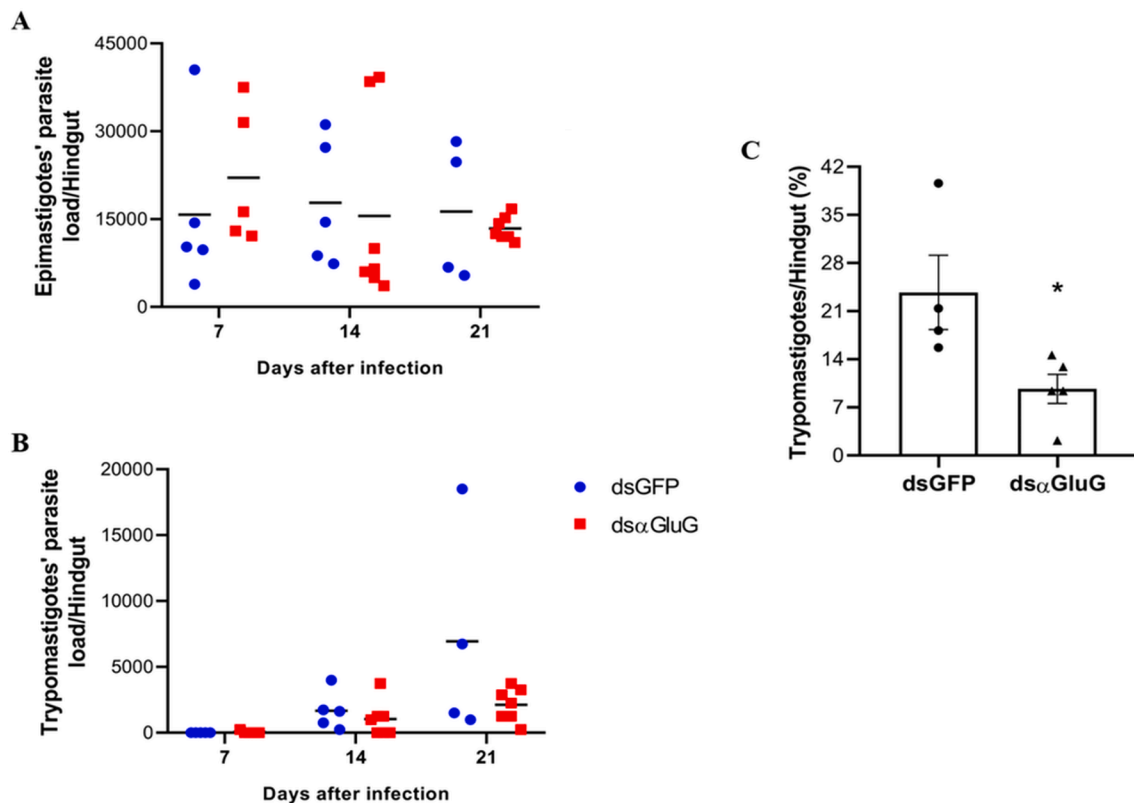 A
Epimastigotes' parasite
load/Hindgut
45000
30000
15000
0
7 14 21
Days after infection
B
Trypomastigotes' parasite
load/Hindgut
20000
15000
10000
5000
0
7 14 21
Days after infection
dsGFP
dsαGluG
C
Trypomastigotes/Hindgut (%)
42
35
28
21
14
7
0
*
dsGFP dsαGluG